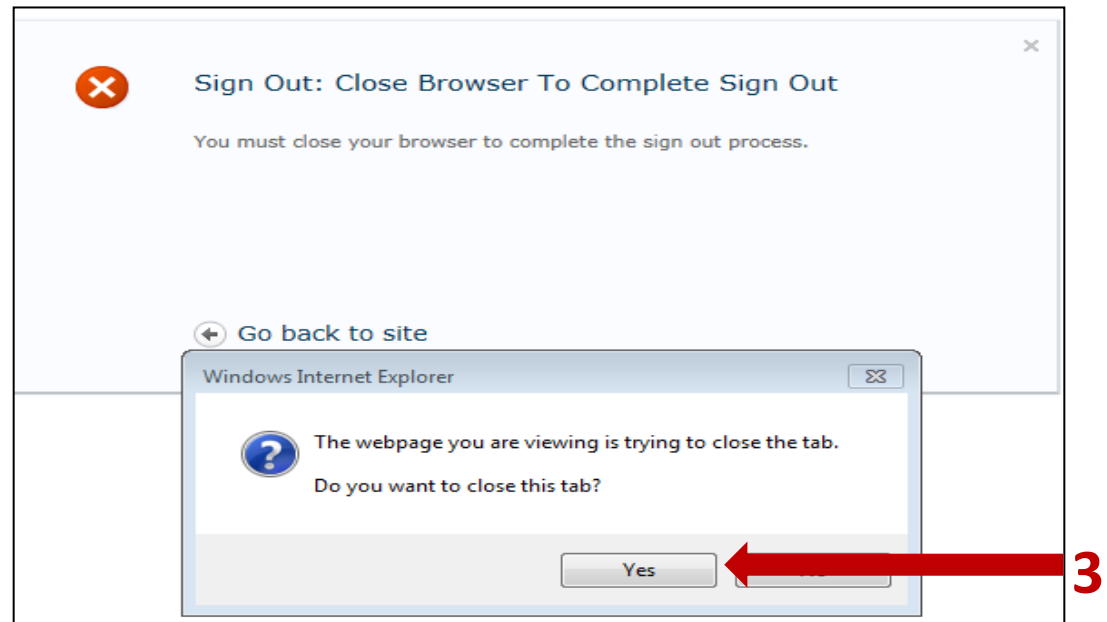 Sign Out: Close Browser To Complete Sign Out
You must close your browser to complete the sign out process.
Go back to site
Windows Internet Explorer
The webpage you are viewing is trying to close the tab.
Do you want to close this tab?
Yes
3